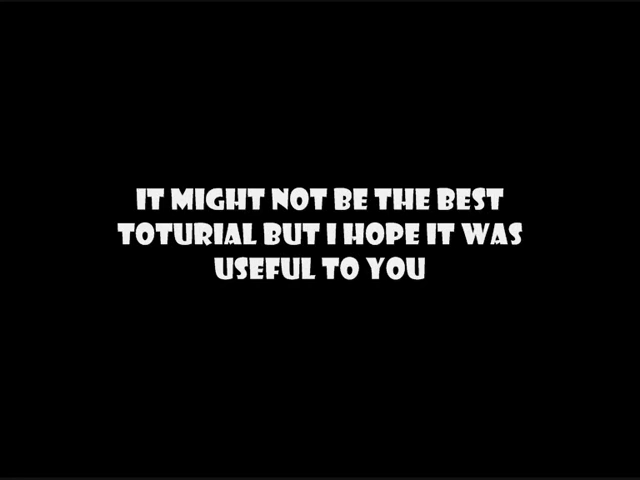 IT MIGHT NOT BE THE BEST
TOTURIAL BUT I HOPE IT WAS
USEFUL TO YOU